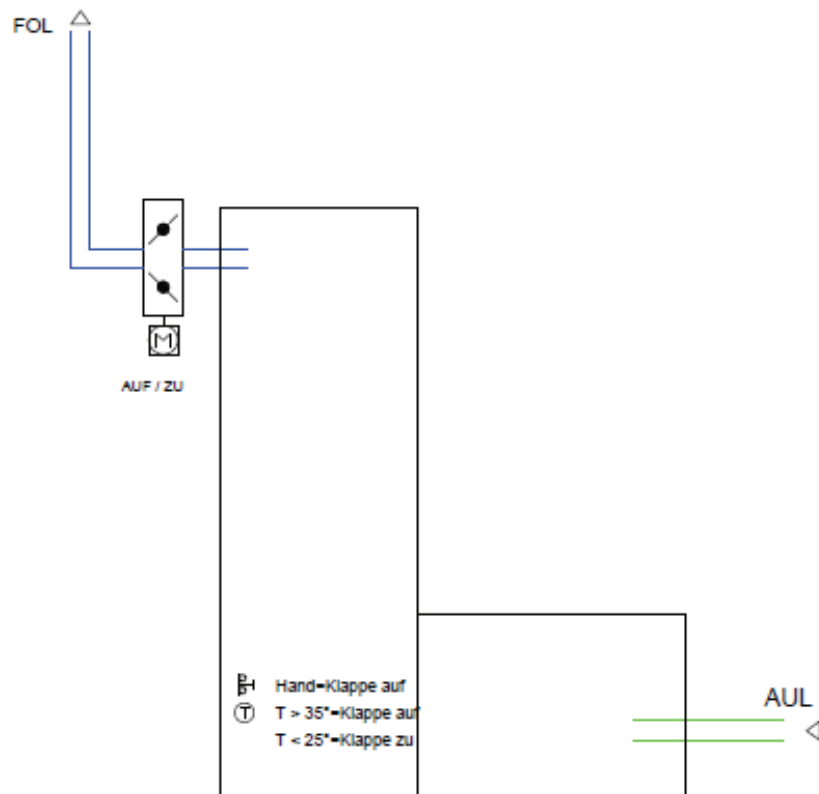 FOL
M
AUF / ZU
Hand=Klappe auf
T T > 35°=Klappe auf
T < 25°=Klappe zu
AUL